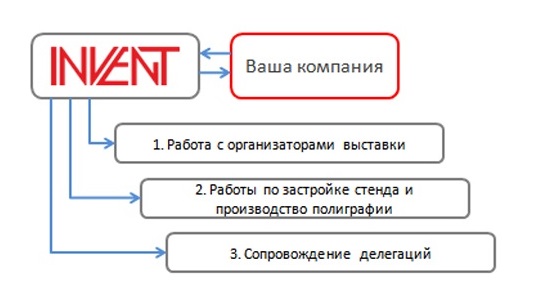 INVENT
Ваша компания
1. Работа с организаторами выставки
2. Работы по застройке стенда и
производство полиграфии
3. Сопровождение делегаций